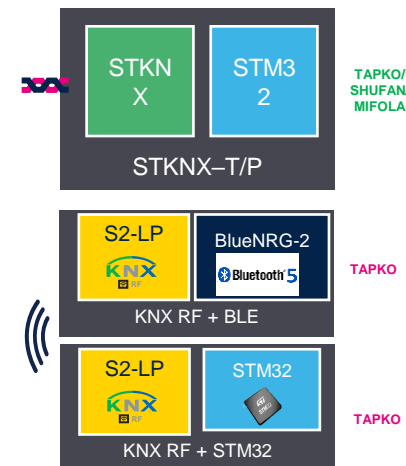 STKN
X
STM3
2
TAPKO/
SHUFAN/
MIFOLA
STKNX–T/P
S2-LP
KNX
RF
BlueNRG-2
Bluetooth 5
TAPKO
KNX RF + BLE
S2-LP
KNX
RF
STM32
TAPKO
KNX RF + STM32